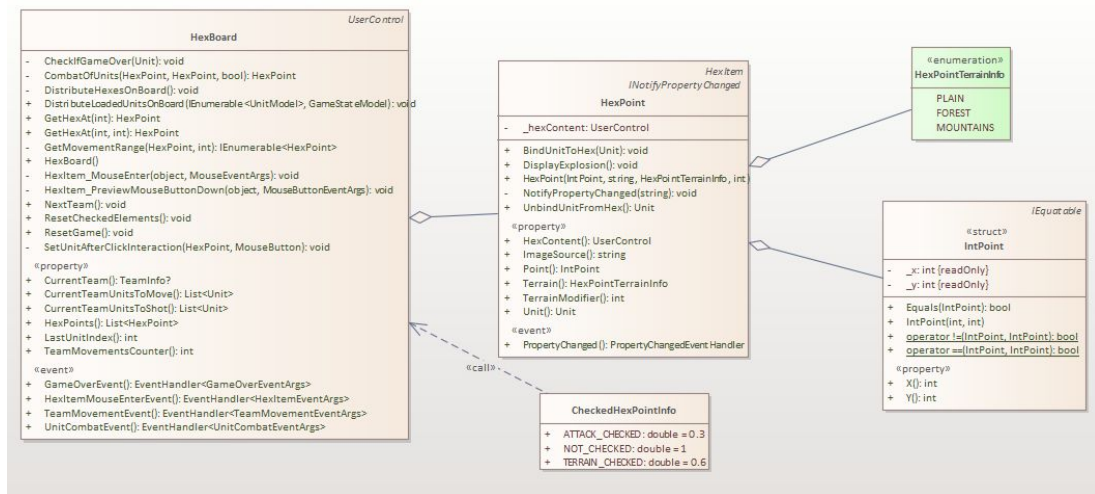 UserControl
HexBoard
- CheckIfGameOver(Unit): void
- CombatOfUnits(HexPoint, HexPoint, bool): HexPoint
- DistributeHexesOnBoard(): void
+ DistributeLoadedUnitsOnBoard(IEnumerable<UnitModel>, GameStateModel): void
+ GetHexAt(int): HexPoint
+ GetHexAt(int, int): HexPoint
- GetMovementRange(HexPoint, int): IEnumerable<HexPoint>
+ HexBoard()
- HexItem_MouseEnter(object, MouseEventArgs): void
- HexItem_PreviewMouseButtonDown(object, MouseButtonEventArgs): void
+ NextTeam(): void
+ ResetCheckedElements(): void
+ ResetGame(): void
- SetUnitAfterClickInteraction(HexPoint, MouseButton): void
«property»
+ CurrentTeam(): TeamInfo?
+ CurrentTeamUnitsToMove(): List<Unit>
+ CurrentTeamUnitsToShot(): List<Unit>
+ HexPoints(): List<HexPoint>
+ LastUnitIndex(): int
+ TeamMovementsCounter(): int
«event»
+ GameOverEvent(): EventHandler<GameOverEventArgs>
+ HexItemMouseEnterEvent(): EventHandler<HexItemEventArgs>
+ TeamMovementEvent(): EventHandler<TeamMovementEventArgs>
+ UnitCombatEvent(): EventHandler<UnitCombatEventArgs>
HexItem
INotifyPropertyChanged
HexPoint
- _hexContent: UserControl
+ BindUnitToHex(Unit): void
+ DisplayExplosion(): void
+ HexPoint(IntPoint, string, HexPointTerrainInfo, int)
- NotifyPropertyChanged(string): void
+ UnbindUnitFromHex(): Unit
«property»
+ HexContent(): UserControl
+ ImageSource(): string
+ Point(): IntPoint
+ Terrain(): HexPointTerrainInfo
+ TerrainModifier(): int
+ Unit(): Unit
«event»
+ PropertyChanged(): PropertyChangedEventHandler
«enumeration»
HexPointTerrainInfo
PLAIN
FOREST
MOUNTAINS
IEquatable
«struct»
IntPoint
- _x: int {readOnly}
- _y: int {readOnly}
+ Equals(IntPoint): bool
+ IntPoint(int, int)
+ operator !=(IntPoint, IntPoint): bool
+ operator ==(IntPoint, IntPoint): bool
«property»
+ X(): int
+ Y(): int
«call»
CheckedHexPointInfo
+ ATTACK_CHECKED: double = 0.3
+ NOT_CHECKED: double = 1
+ TERRAIN_CHECKED: double = 0.6